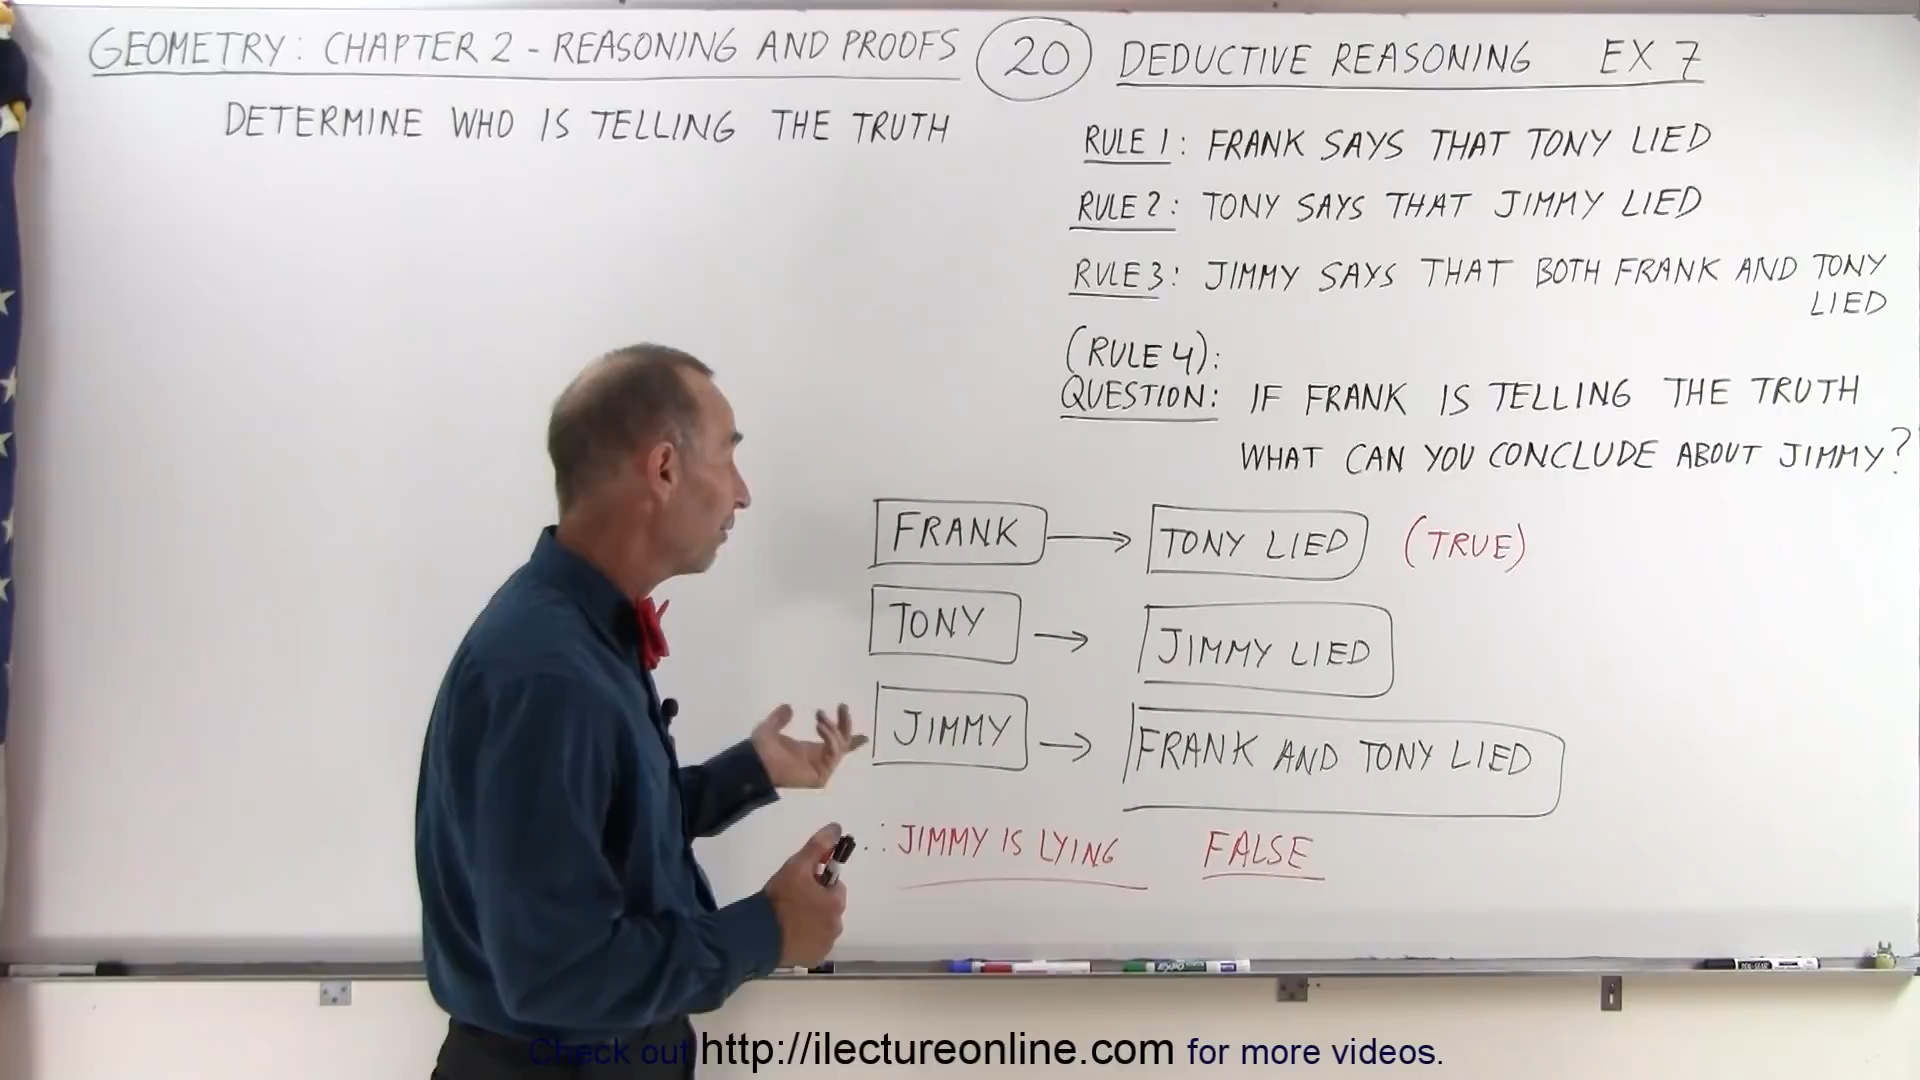 GEOMETRY: CHAPTER 2 - REASONING AND PROOFS 20 DEDUCTIVE REASONING EX 7
DETERMINE WHO IS TELLING THE TRUTH
RULE 1: FRANK SAYS THAT TONY LIED
RULE 2: TONY SAYS THAT JIMMY LIED
RULE 3: JIMMY SAYS THAT BOTH FRANK AND TONY
LIED
(RULE 4):
QUESTION: IF FRANK IS TELLING THE TRUTH
WHAT CAN YOU CONCLUDE ABOUT JIMMY?
FRANK → TONY LIED (TRUE)
TONY → JIMMY LIED
JIMMY → FRANK AND TONY LIED
∴ JIMMY IS LYING FALSE
Check out http://ilectureonline.com for more videos.